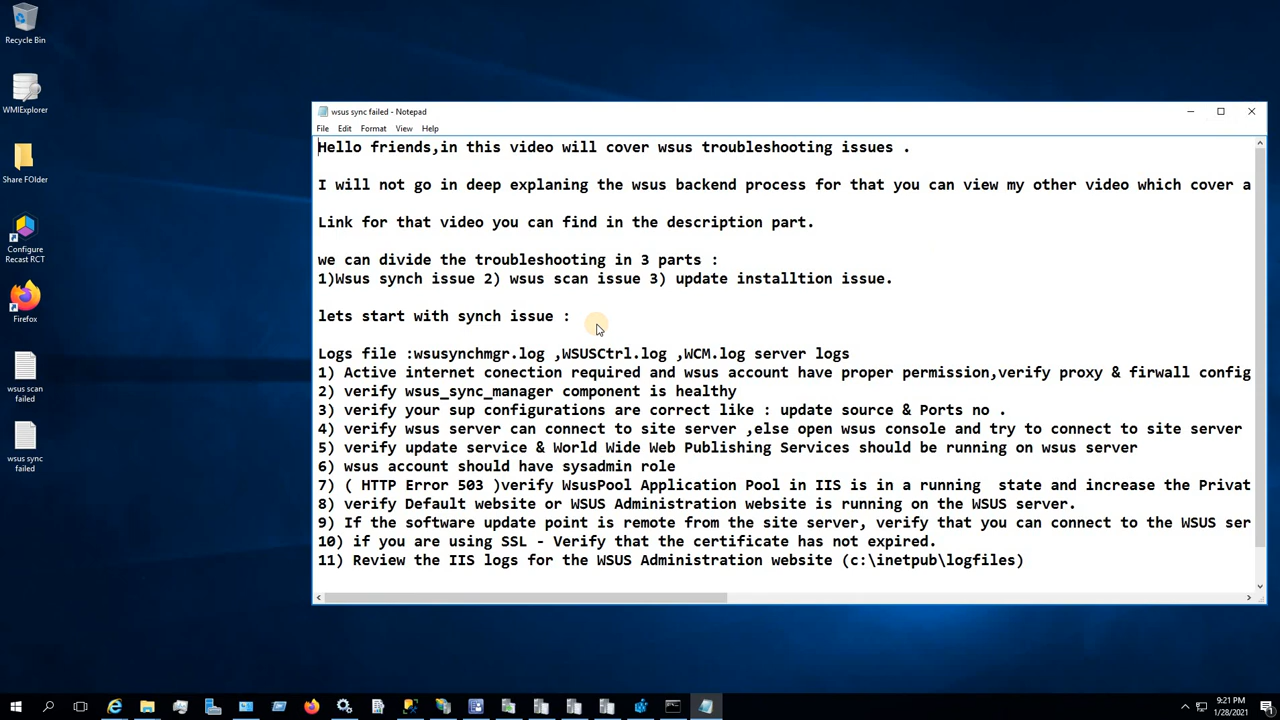 Recycle Bin
WMIExplorer
Share FOlder
Configure
Recast RCT
Firefox
wsus scan
failed
wsus sync
failed
wsus sync failed - Notepad
File Edit Format View Help
Hello friends,in this video will cover wsus troubleshooting issues .
I will not go in deep explaning the wsus backend process for that you can view my other video which cover a
Link for that video you can find in the description part.
we can divide the troubleshooting in 3 parts :
1)Wsus synch issue 2) wsus scan issue 3) update installtion issue.
lets start with synch issue :
Logs file :wsusynchmgr.log ,WSUSCtrl.log ,WCM.log server logs
1) Active internet conection required and wsus account have proper permission,verify proxy & firwall config
2) verify wsus_sync_manager component is healthy
3) verify your sup configurations are correct like : update source & Ports no .
4) verify wsus server can connect to site server ,else open wsus console and try to connect to site server
5) verify update service & World Wide Web Publishing Services should be running on wsus server
6) wsus account should have sysadmin role
7) ( HTTP Error 503 )verify WsusPool Application Pool in IIS is in a running  state and increase the Privat
8) verify Default website or WSUS Administration website is running on the WSUS server.
9) If the software update point is remote from the site server, verify that you can connect to the WSUS ser
10) if you are using SSL - Verify that the certificate has not expired.
11) Review the IIS logs for the WSUS Administration website (c:\inetpub\logfiles)
9:21 PM
1/28/2021